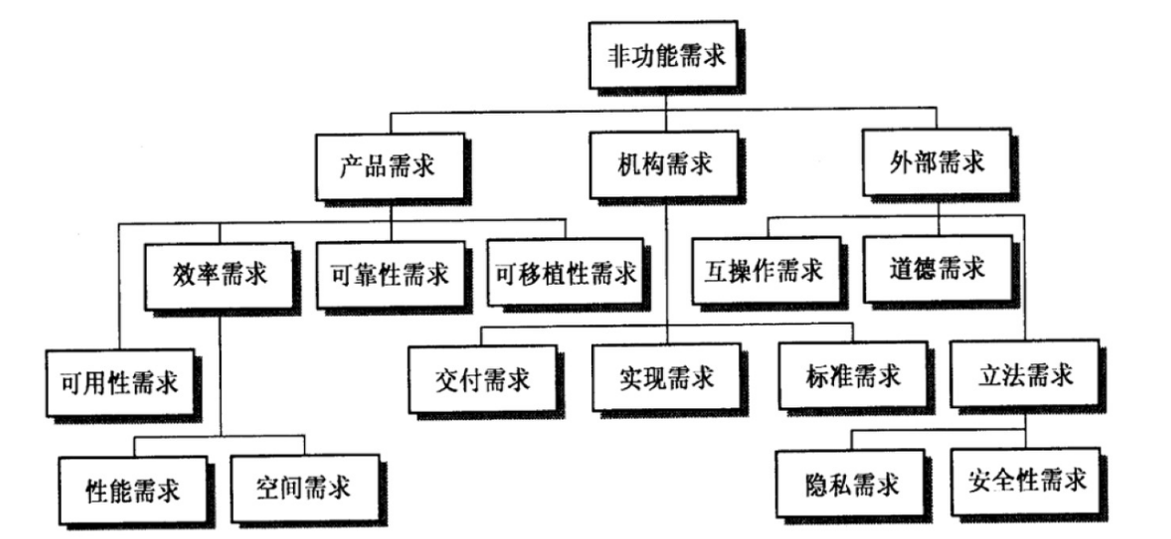 非功能需求
产品需求
机构需求
外部需求
效率需求
可靠性需求
可移植性需求
互操作需求
道德需求
可用性需求
交付需求
实现需求
标准需求
立法需求
性能需求
空间需求
隐私需求
安全性需求